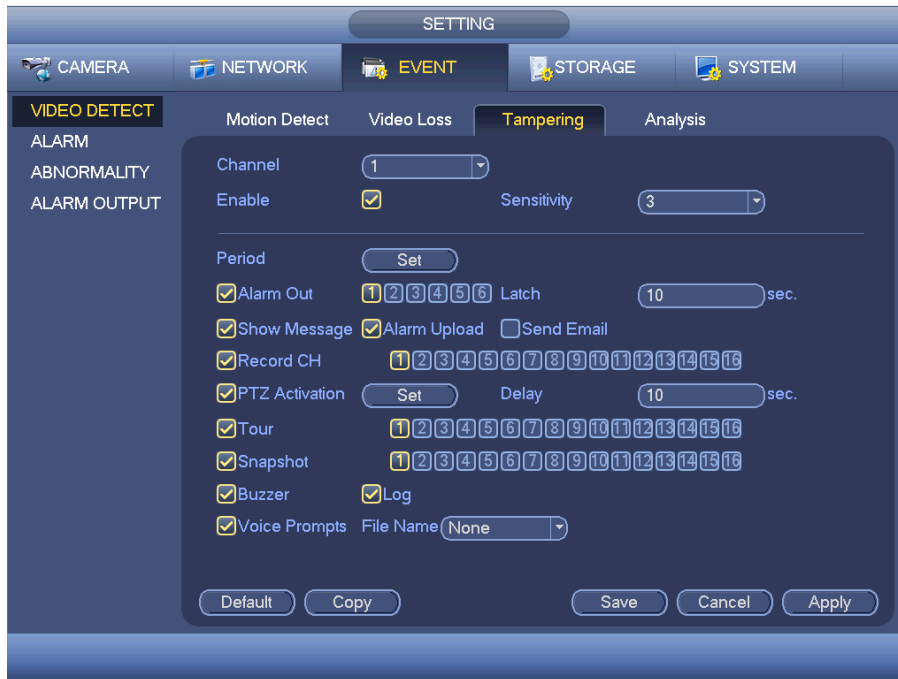 SETTING
CAMERA NETWORK EVENT STORAGE SYSTEM
VIDEO DETECT
ALARM
ABNORMALITY
ALARM OUTPUT
Motion Detect Video Loss Tampering Analysis
Channel 1
Enable Sensitivity 3
Period Set
Alarm Out 1 2 3 4 5 6 Latch 10 sec.
Show Message Alarm Upload Send Email
Record CH 1 2 3 4 5 6 7 8 9 10 11 12 13 14 15 16
PTZ Activation Set Delay 10 sec.
Tour 1 2 3 4 5 6 7 8 9 10 11 12 13 14 15 16
Snapshot 1 2 3 4 5 6 7 8 9 10 11 12 13 14 15 16
Buzzer Log
Voice Prompts File Name None
Default Copy Save Cancel Apply